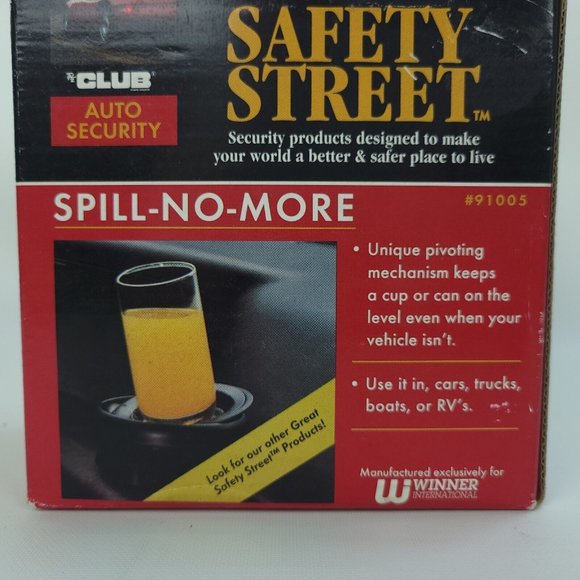 SAFETY
STREET™
THE CLUB®
AUTO
SECURITY
Security products designed to make
your world a better & safer place to live
SPILL-NO-MORE
#91005
• Unique pivoting
mechanism keeps
a cup or can on the
level even when your
vehicle isn't.
• Use it in, cars, trucks,
boats, or RV's.
Look for our other Great
Safety Street™ Products!
Manufactured exclusively for
WINNER
INTERNATIONAL